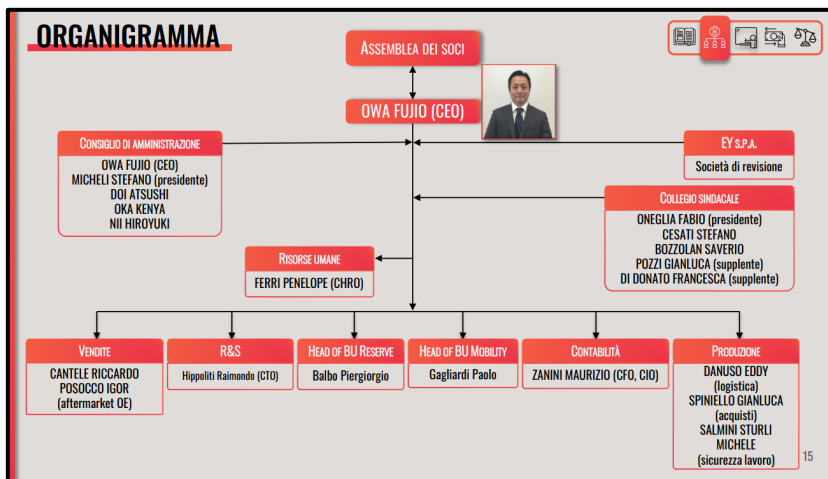 ORGANIGRAMMA
ASSEMBLEA DEI SOCI
OWA FUJIO (CEO)
CONSIGLIO DI AMMINISTRAZIONE
OWA FUJIO (CEO)
MICHELI STEFANO (presidente)
DOI ATSUSHI
OKA KENYA
NII HIROYUKI
EY S.P.A.
Società di revisione
COLLEGIO SINDACALE
ONEGLIA FABIO (presidente)
CESATI STEFANO
BOZZOLAN SAVERIO
POZZI GIANLUCA (supplente)
DI DONATO FRANCESCA (supplente)
RISORSE UMANE
FERRI PENELOPE (CHRO)
VENDITE
CANTELE RICCARDO
POSOCCO IGOR
(aftermarket OE)
R&S
Hippoliti Raimondo (CTO)
HEAD OF BU RESERVE
Balbo Piergiorgio
HEAD OF BU MOBILITY
Gagliardi Paolo
CONTABILITÀ
ZANINI MAURIZIO (CFO, CIO)
PRODUZIONE
DANUSO EDDY
(logistica)
SPINIELLO GIANLUCA
(acquisti)
SALMINI STURLI
MICHELE
(sicurezza lavoro)
15